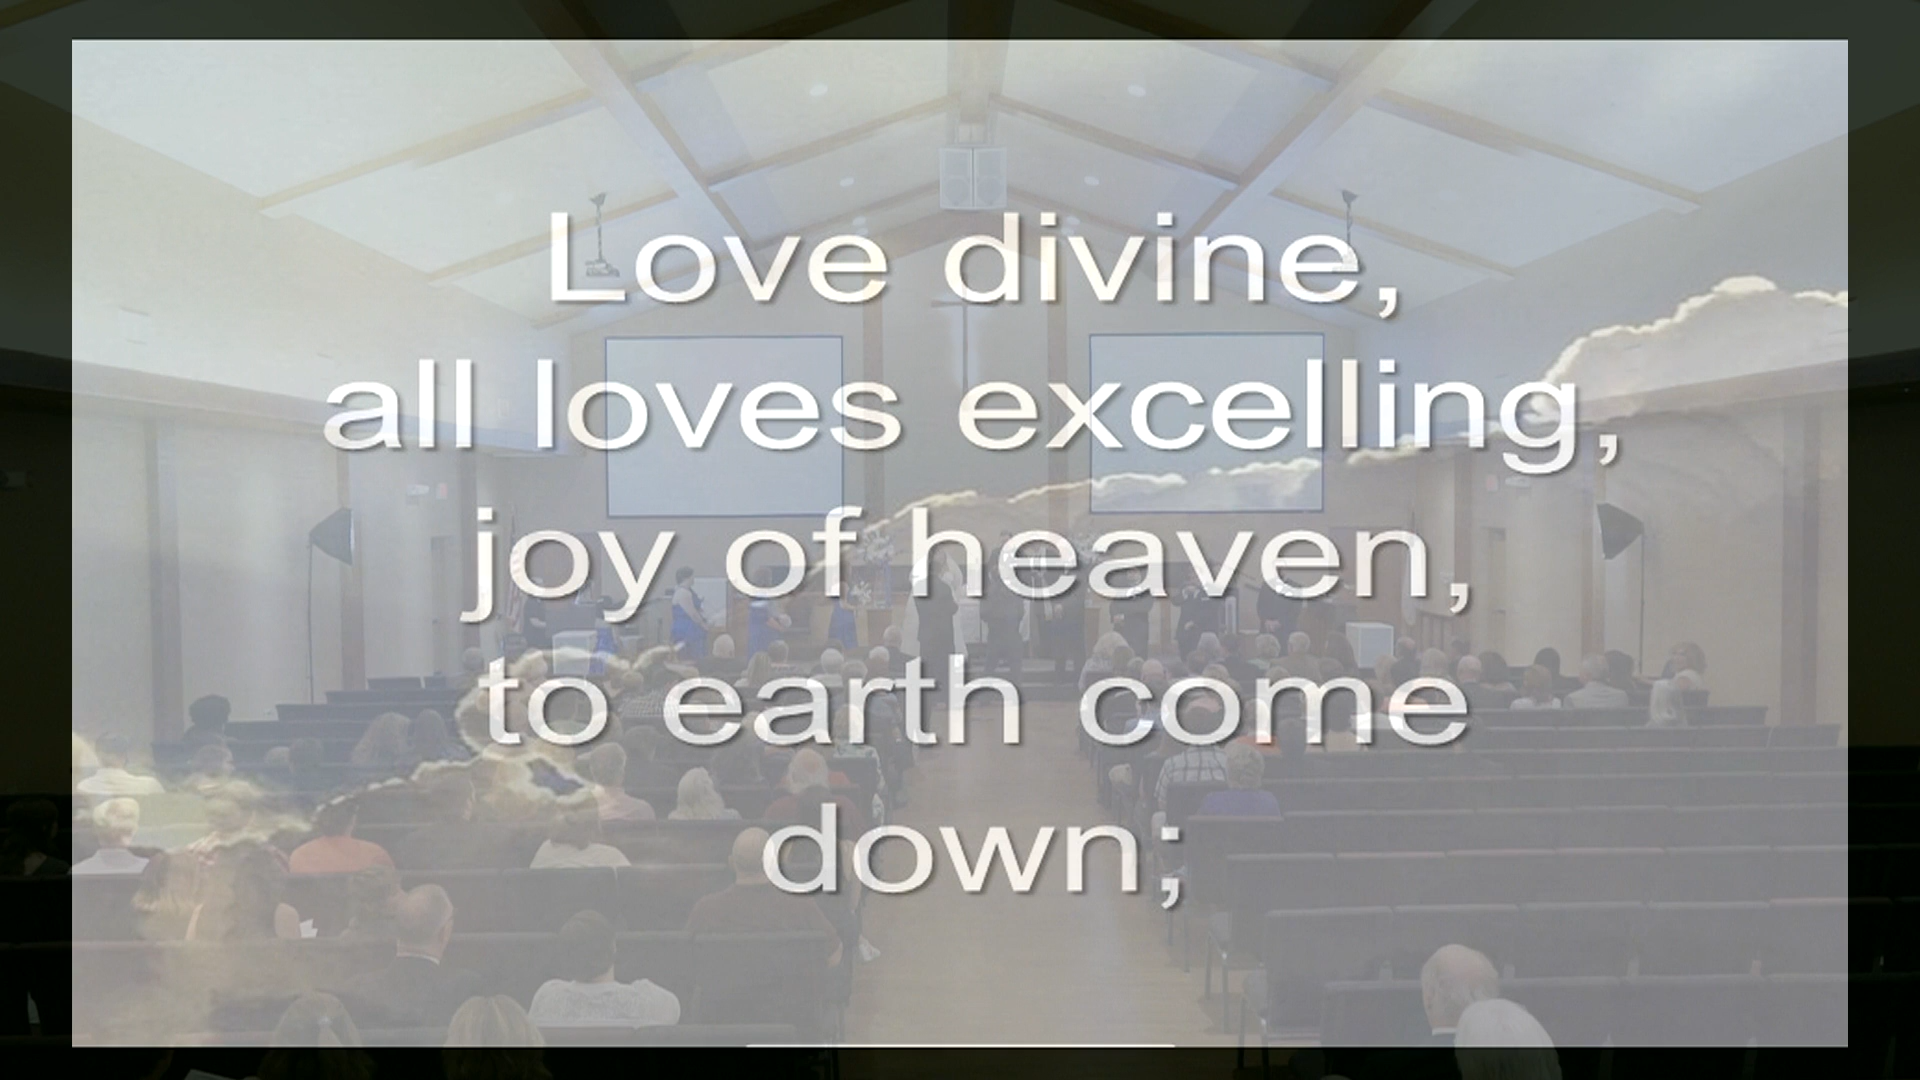 Love divine,
all loves excelling,
joy of heaven,
to earth come
down;